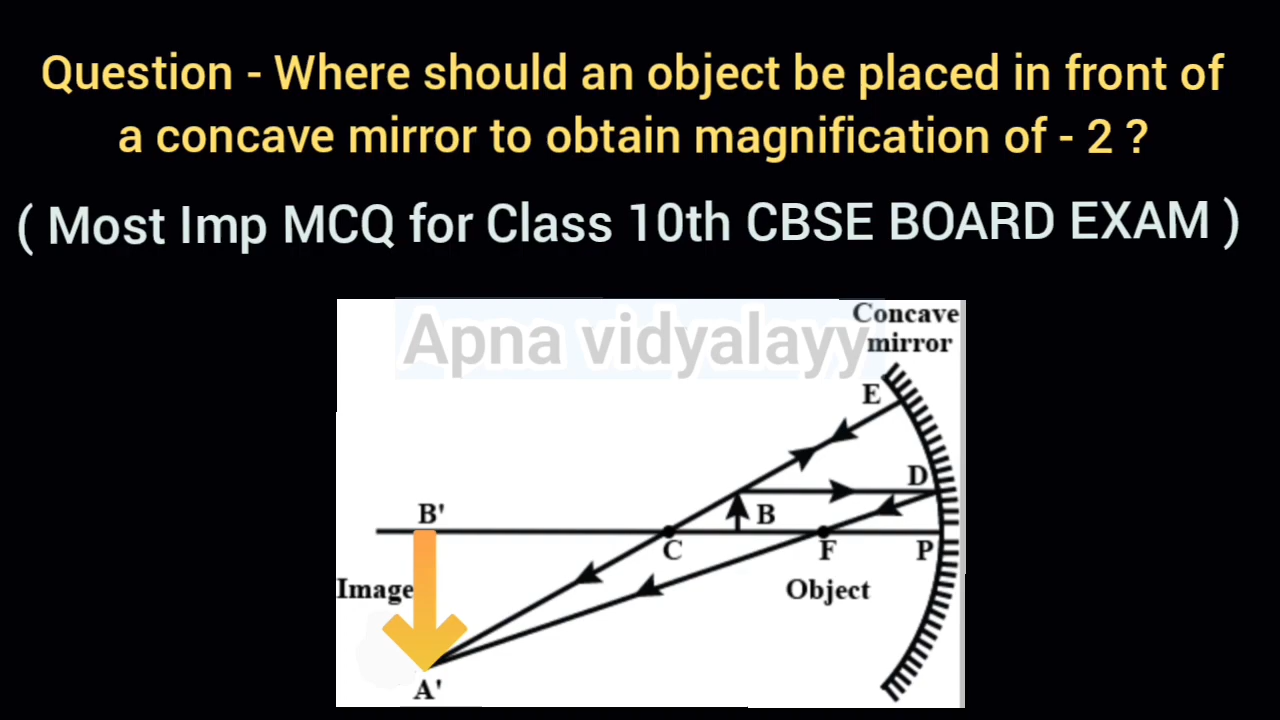 Question - Where should an object be placed in front of
a concave mirror to obtain magnification of - 2 ?
( Most Imp MCQ for Class 10th CBSE BOARD EXAM )
Apna vidyalayy
Concave
mirror
E
D
B'
B
C
F
P
Image
Object
A'